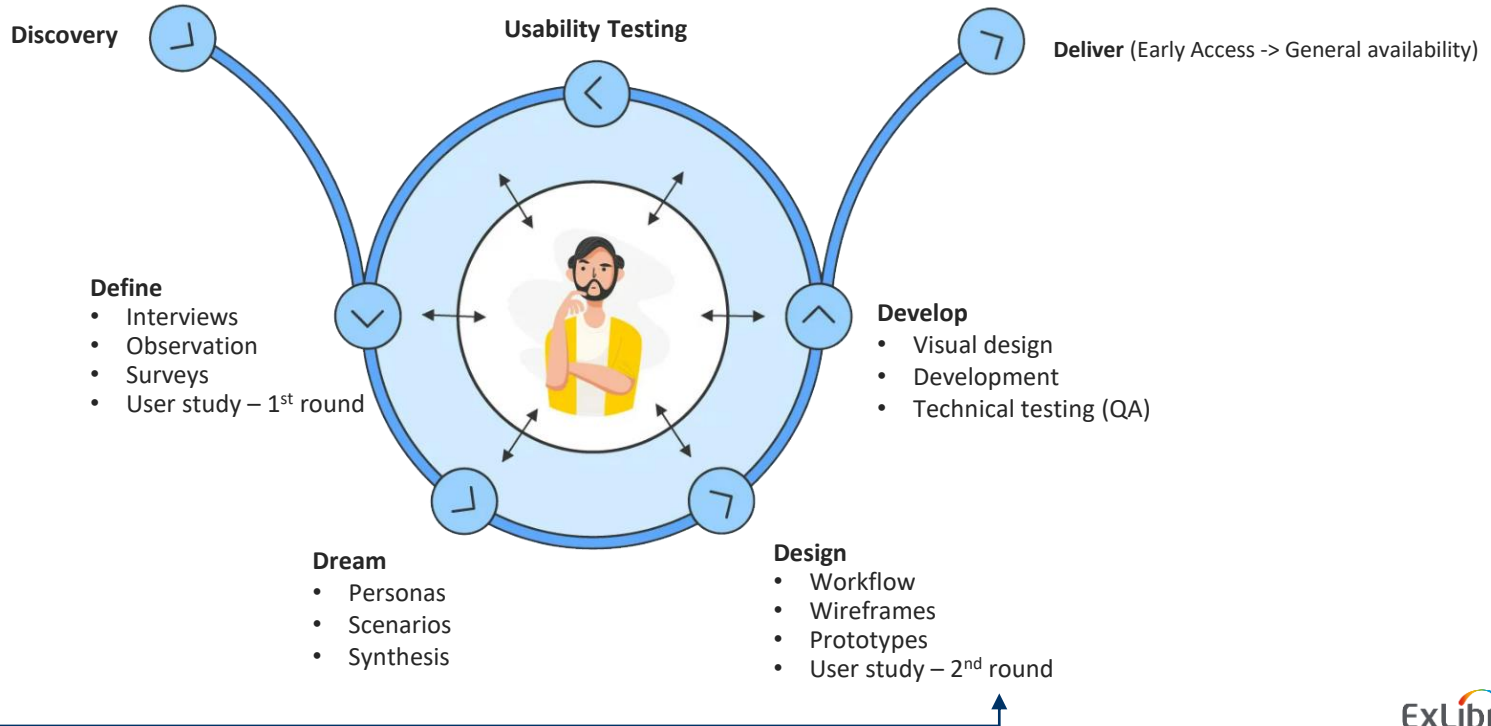 Discovery
Usability Testing
Deliver (Early Access -> General availability)
Define
• Interviews
• Observation
• Surveys
• User study – 1st round
Develop
• Visual design
• Development
• Technical testing (QA)
Dream
• Personas
• Scenarios
• Synthesis
Design
• Workflow
• Wireframes
• Prototypes
• User study – 2nd round